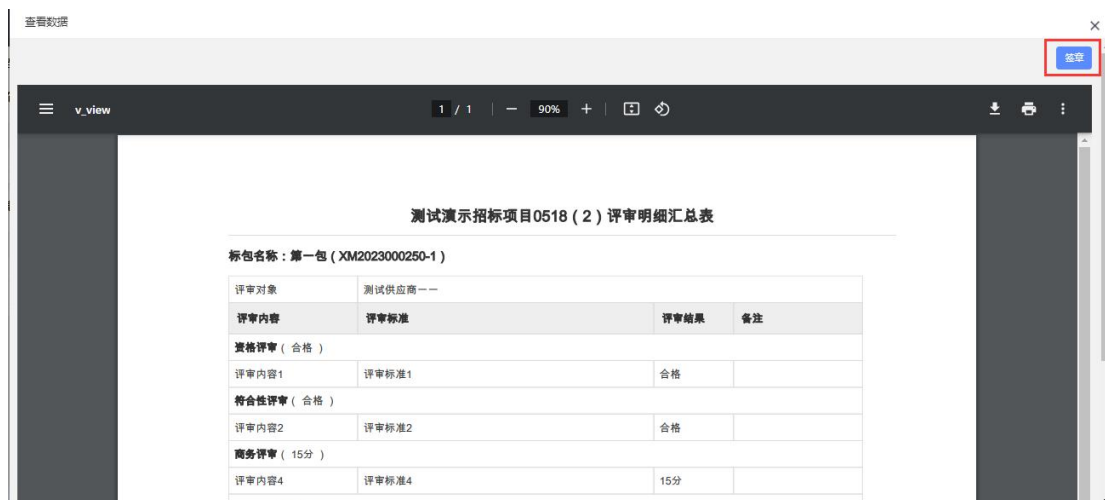 查看数据
签章
v_view 1 / 1 90%
测试演示招标项目0518（2）评审明细汇总表
标包名称：第一包（XM2023000250-1）
评审对象 测试供应商一一
评审内容 评审标准 评审结果 备注
资格评审（ 合格 ）
评审内容1 评审标准1 合格
符合性评审（ 合格 ）
评审内容2 评审标准2 合格
商务评审（ 15分 ）
评审内容4 评审标准4 15分